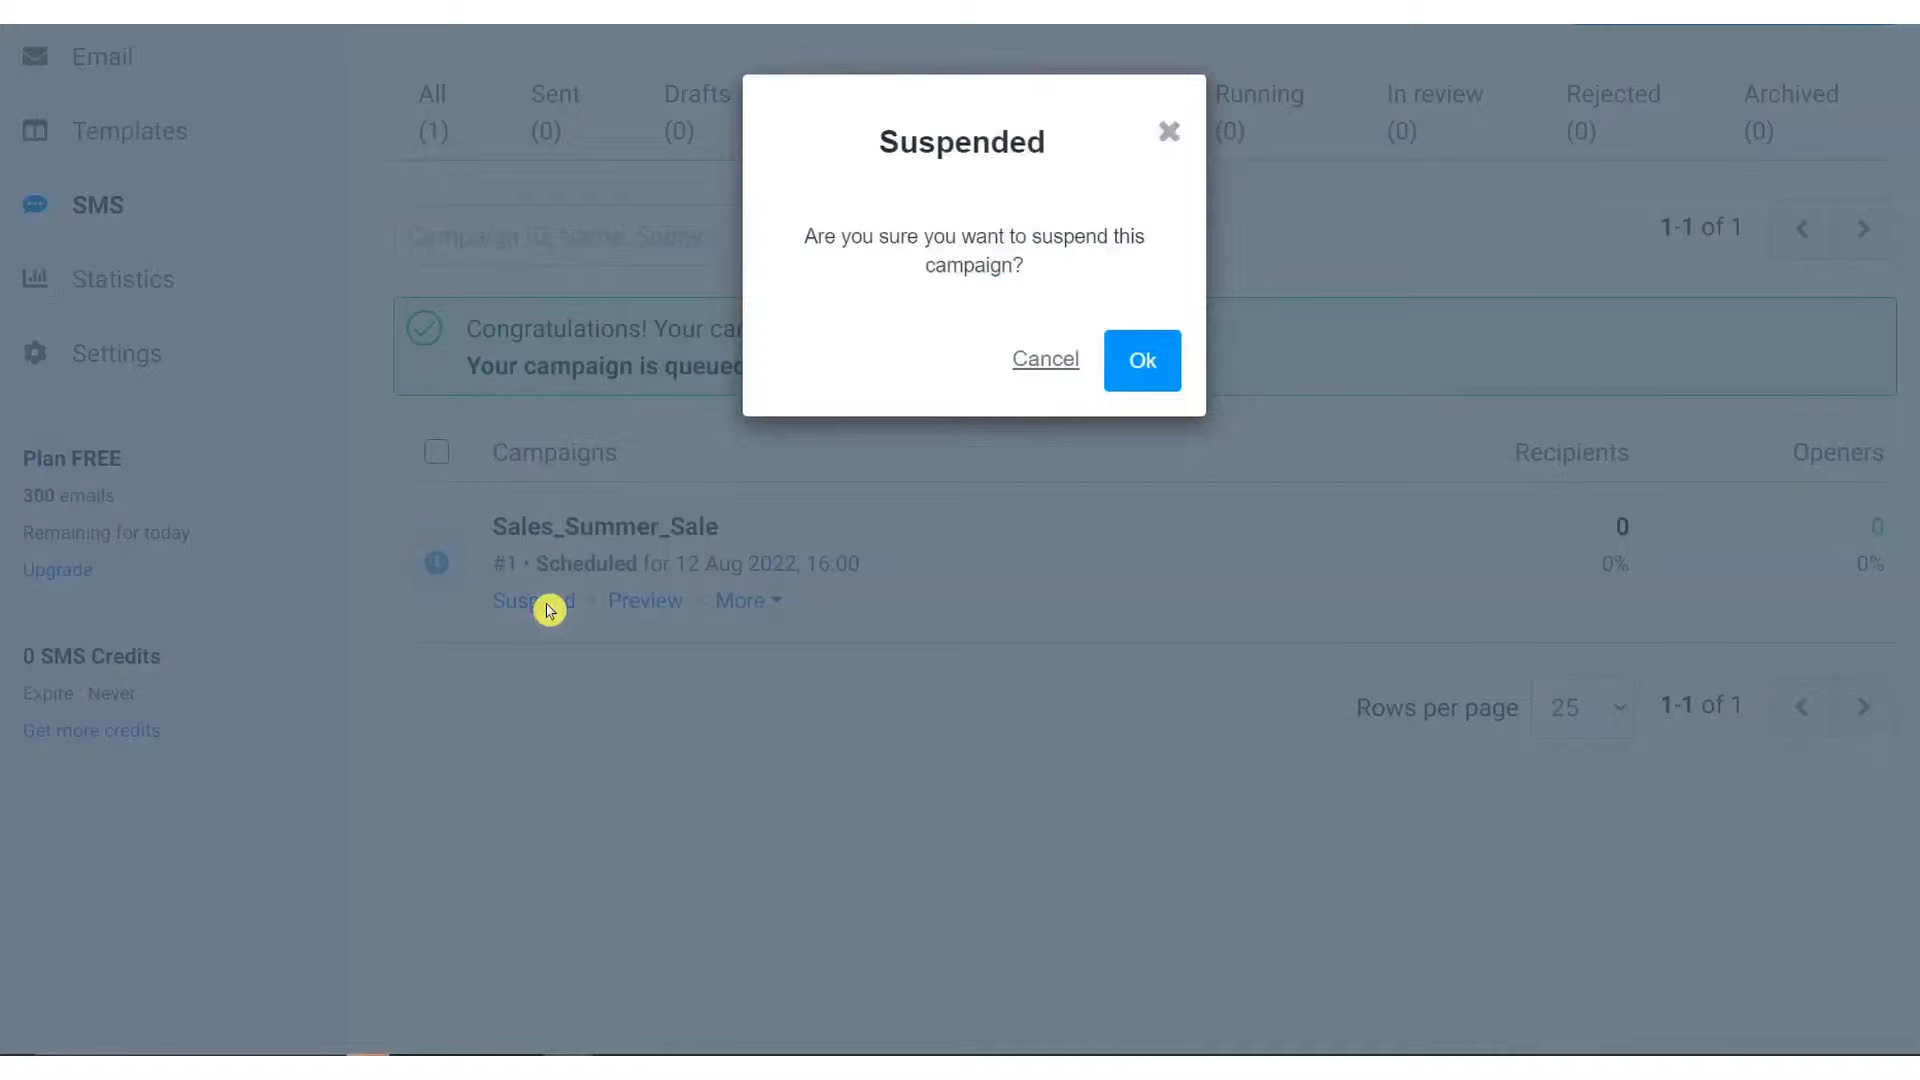 Email
Templates
SMS
Statistics
Settings
Plan FREE
300 emails
Remaining for today
Upgrade
0 SMS Credits
Expire : Never
Get more credits
All
(1)
Sent
(0)
Drafts
(0)
Running
(0)
In review
(0)
Rejected
(0)
Archived
(0)
Campaign ID, Name, Subje
1-1 of 1
Congratulations! Your ca
Your campaign is queued
Suspended
Are you sure you want to suspend this
campaign?
Cancel
Ok
Campaigns
Recipients
Openers
Sales_Summer_Sale
0
0
#1 • Scheduled for 12 Aug 2022, 16:00
0%
0%
Preview
More
Rows per page
25
1-1 of 1